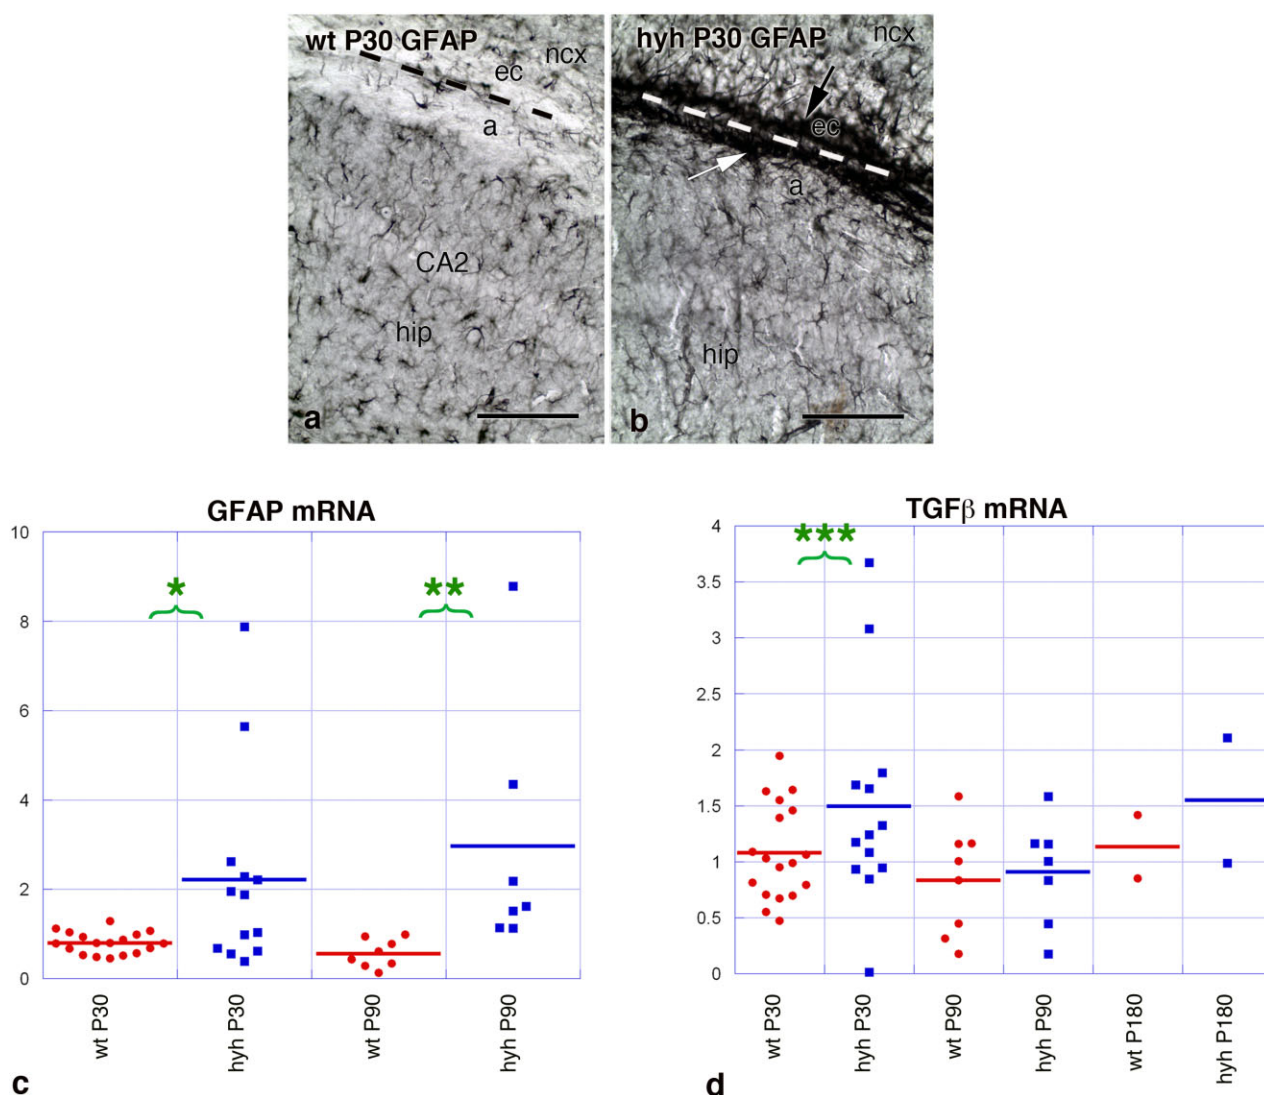 wt P30 GFAP
ncx
ec
a
CA2
hip
a
hyh P30 GFAP
ncx
ec
a
hip
b
GFAP mRNA
10
8
6
4
2
0
*
**
wt P30
hyh P30
wt P90
hyh P90
c
TGFβ mRNA
4
3.5
3
2.5
2
1.5
1
0.5
0
***
wt P30
hyh P30
wt P90
hyh P90
wt P180
hyh P180
d